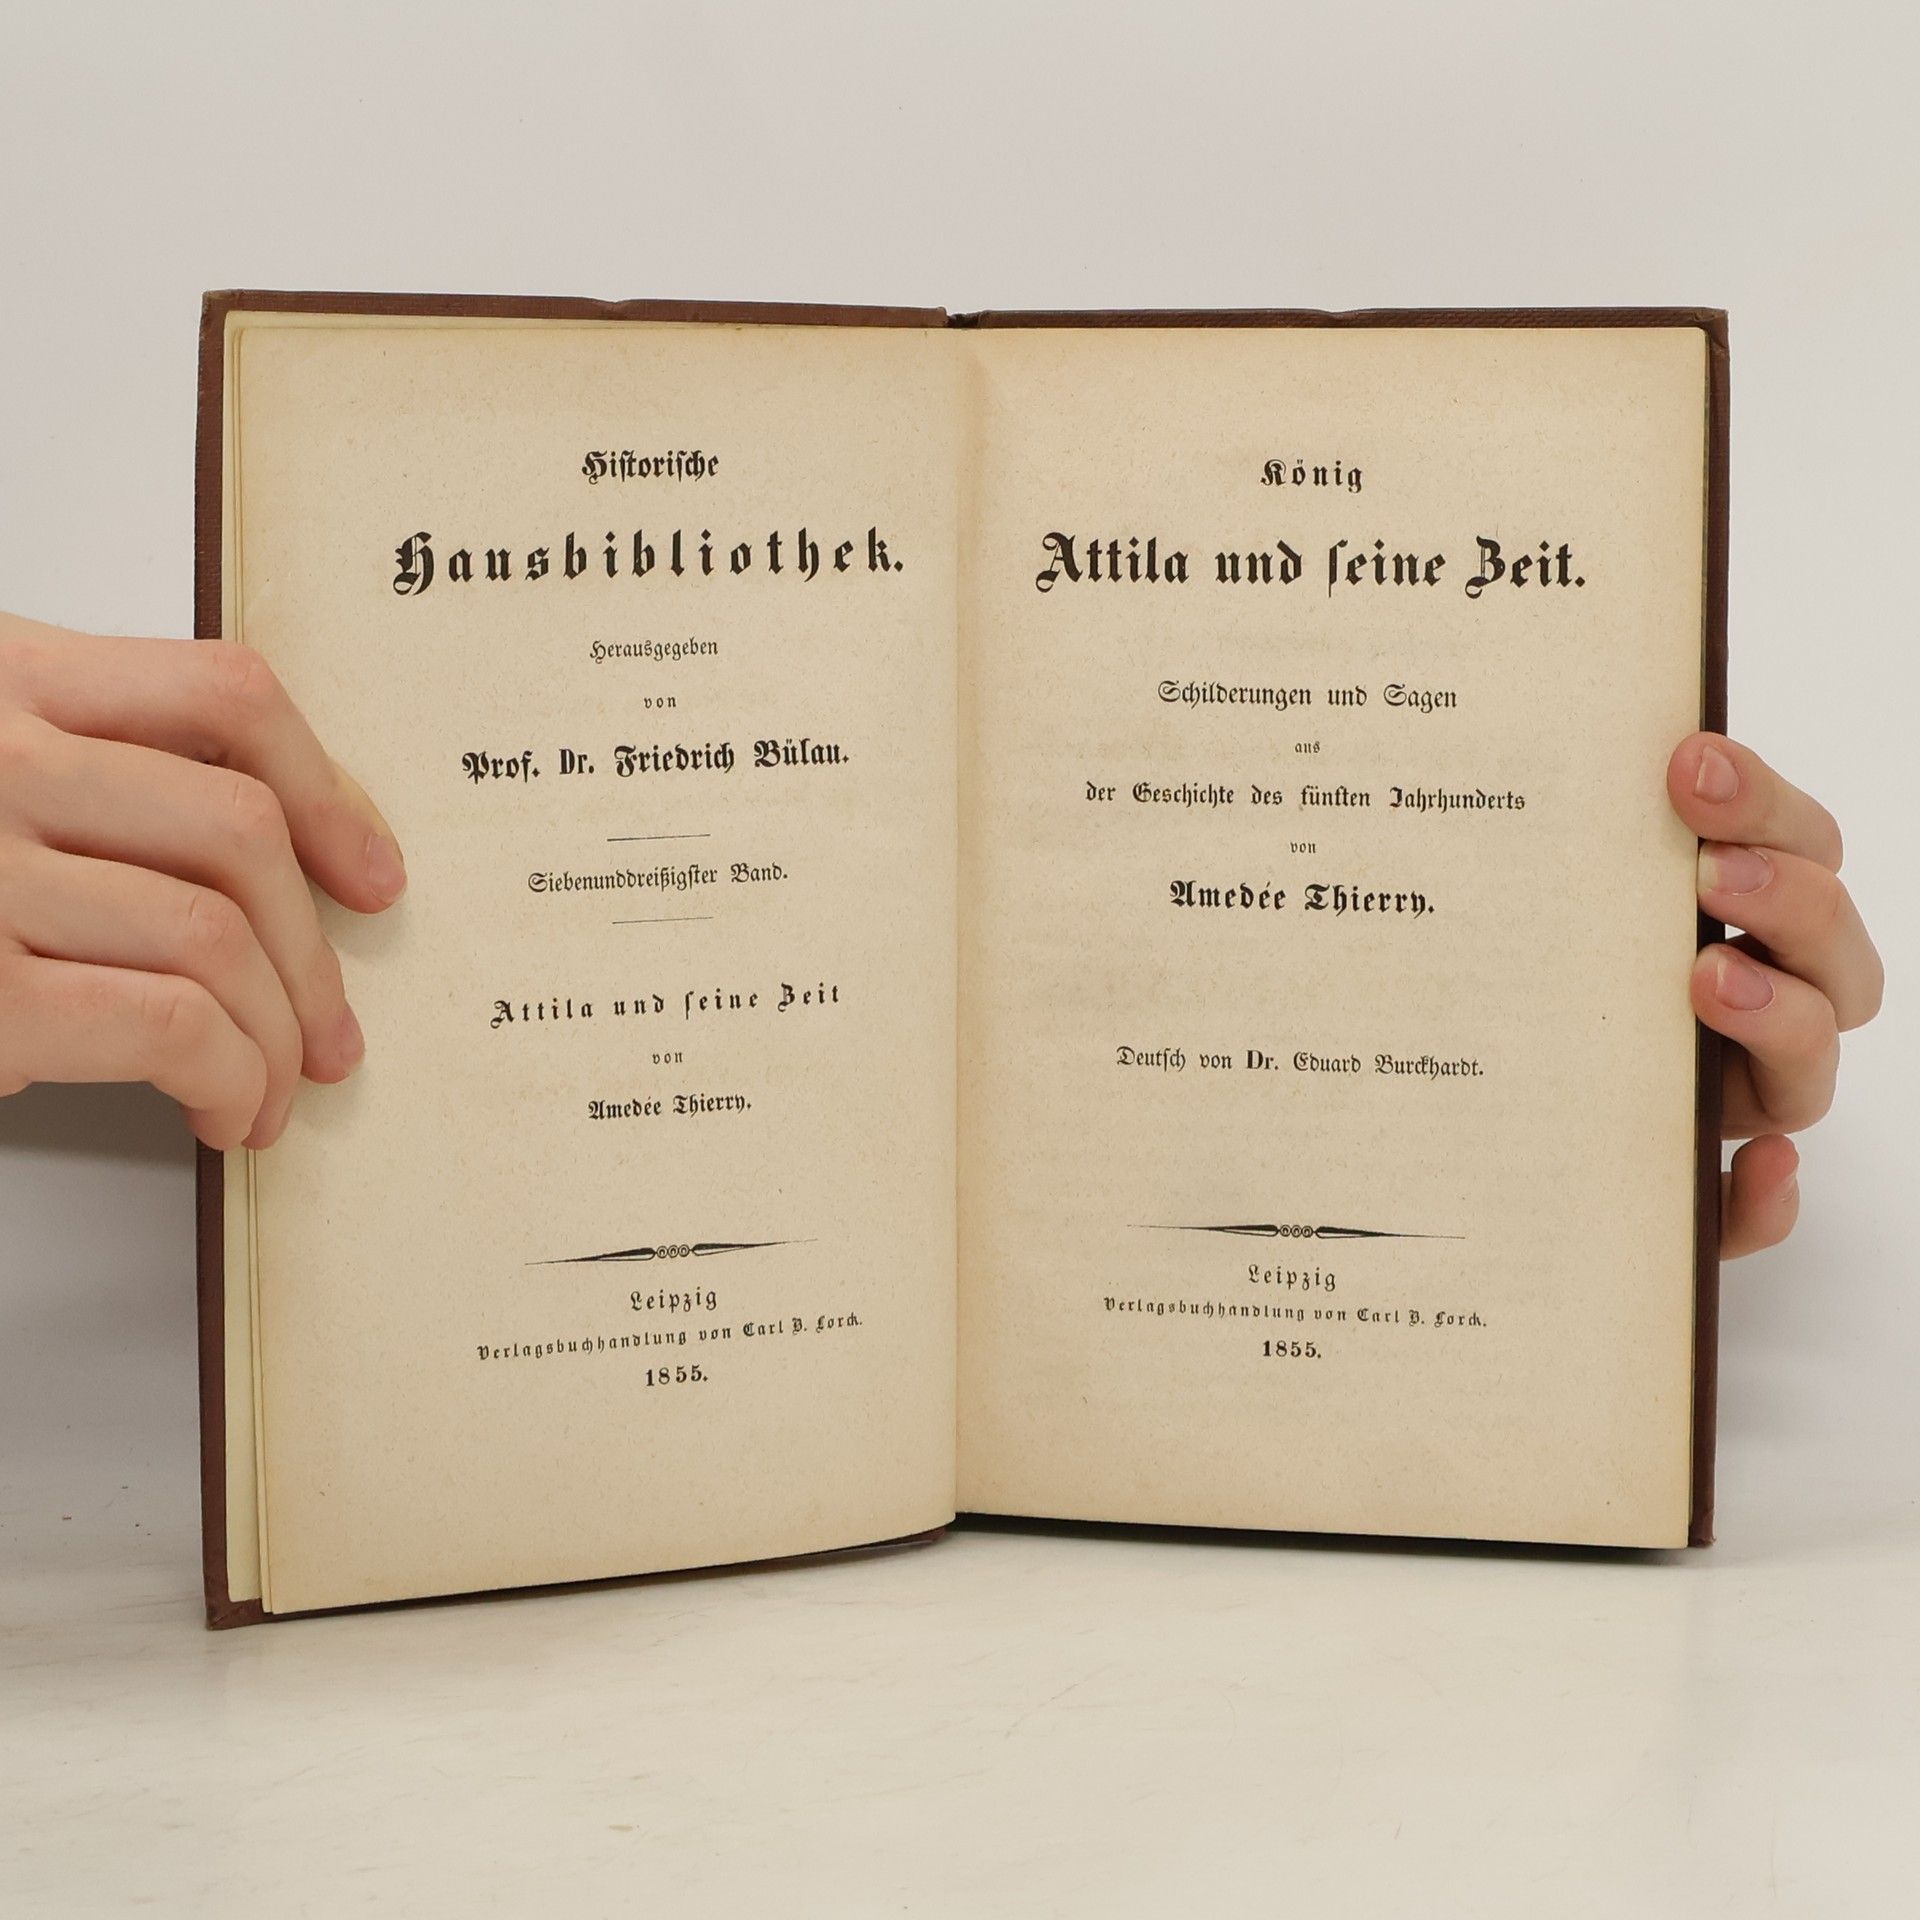 Historische
Hausbibliothek.
Herausgegeben
von
Prof. Dr. Friedrich Bülau.
Siebenunddreißigster Band.
Attila und seine Zeit
von
Amedée Thierry.
Leipzig
Verlagsbuchhandlung von Carl B. Lorck.
1855.
König
Attila und seine Zeit.
Schilderungen und Sagen
aus
der Geschichte des fünften Jahrhunderts
von
Amedée Thierry.
Deutsch von Dr. Eduard Burckhardt.
Leipzig
Verlagsbuchhandlung von Carl B. Lorck.
1855.